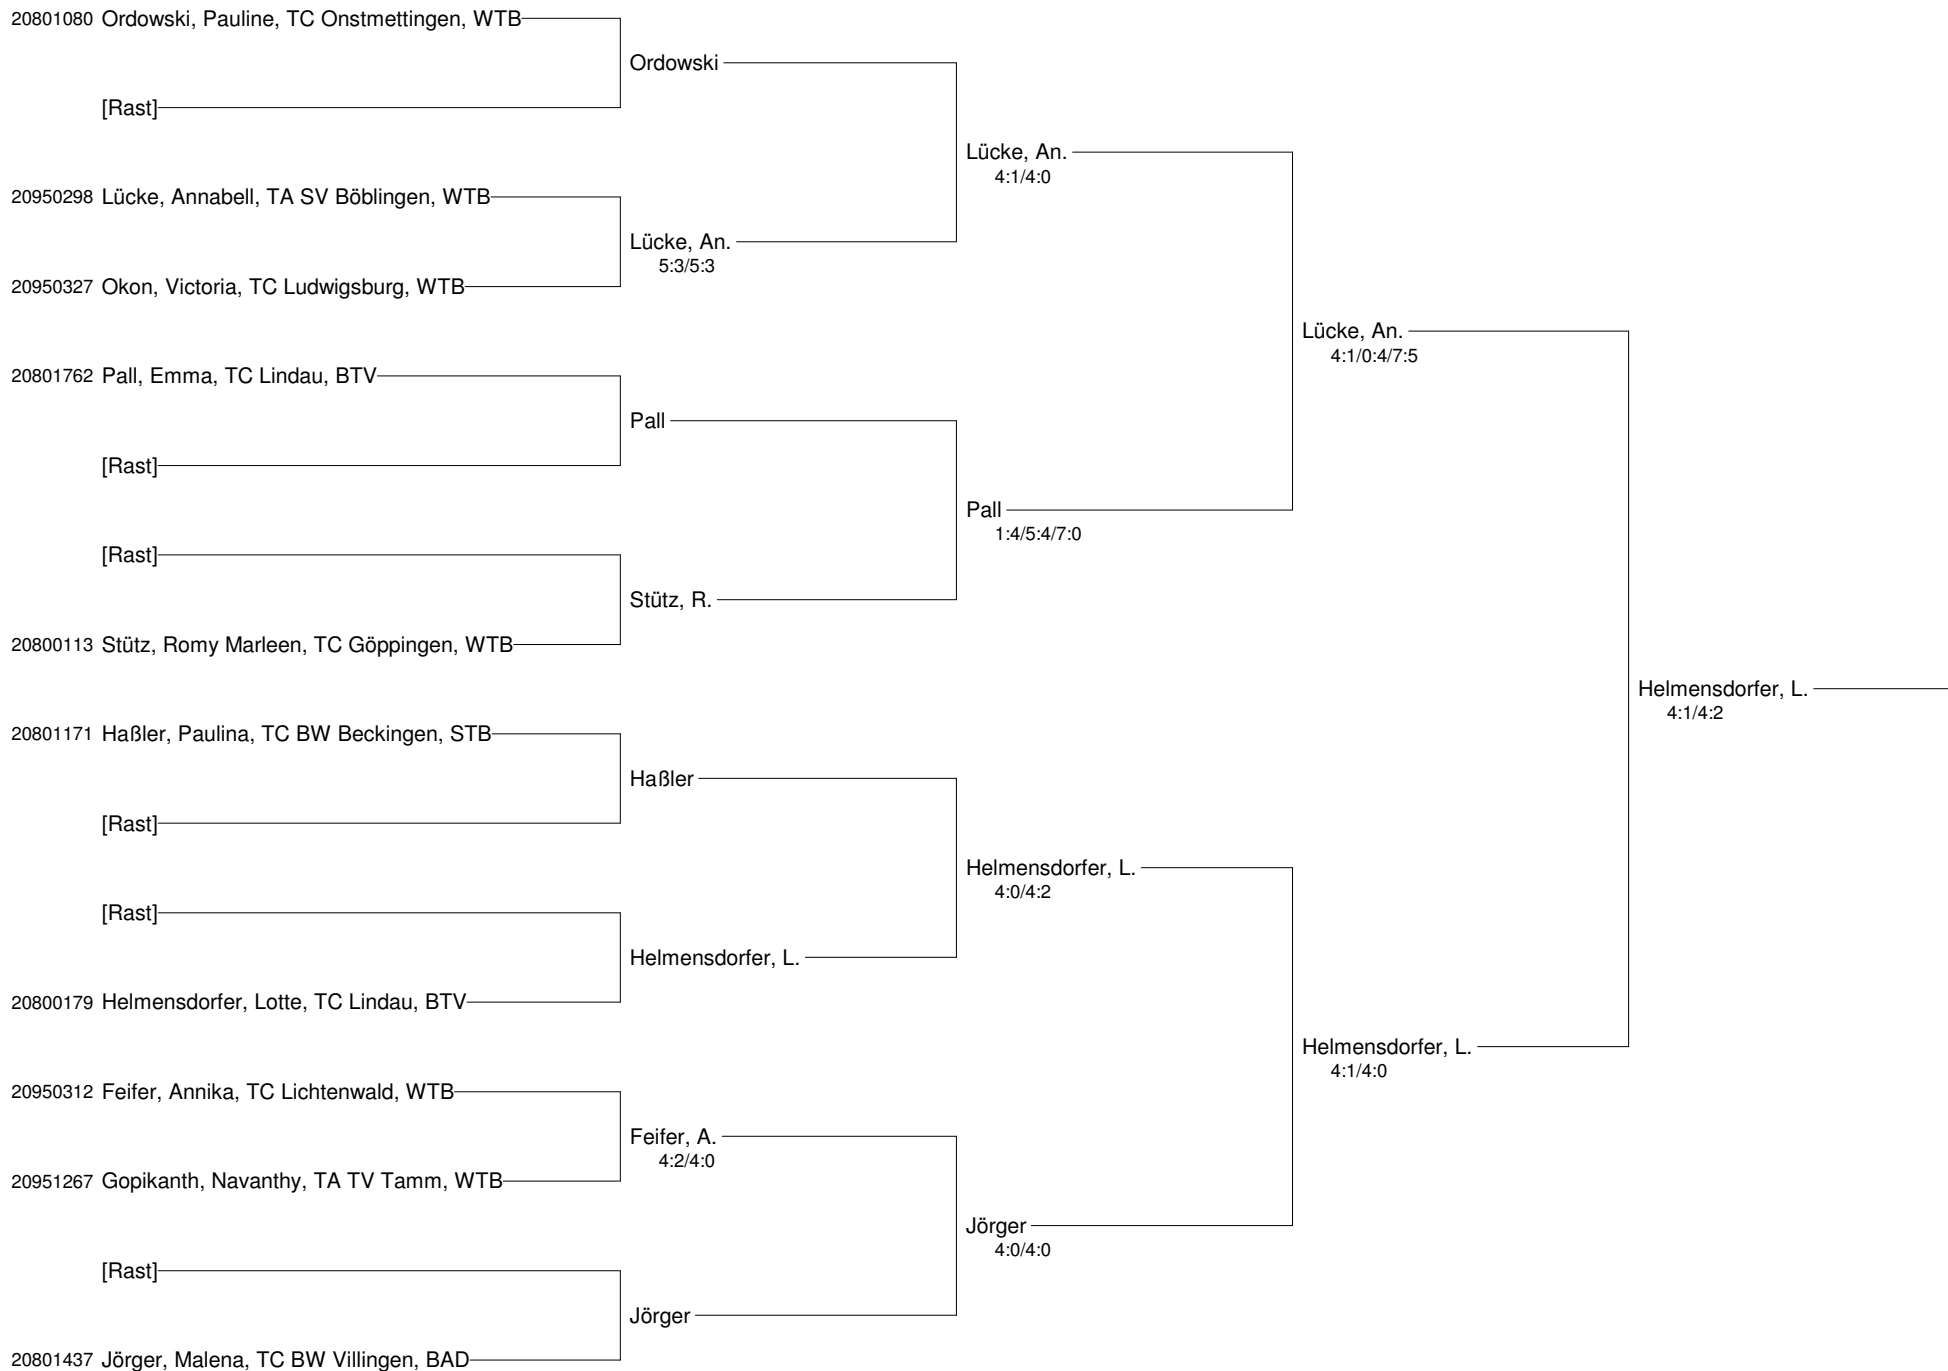 20801080 Ordowski, Pauline, TC Onstmettingen, WTB
Ordowski
[Rast]
Lücke, An.
4:1/4:0
20950298 Lücke, Annabell, TA SV Böblingen, WTB
Lücke, An.
5:3/5:3
20950327 Okon, Victoria, TC Ludwigsburg, WTB
Lücke, An.
4:1/0:4/7:5
20801762 Pall, Emma, TC Lindau, BTV
Pall
[Rast]
Pall
1:4/5:4/7:0
[Rast]
Stütz, R.
20800113 Stütz, Romy Marleen, TC Göppingen, WTB
Helmensdorfer, L.
4:1/4:2
20801171 Haßler, Paulina, TC BW Beckingen, STB
Haßler
[Rast]
Helmensdorfer, L.
4:0/4:2
[Rast]
Helmensdorfer, L.
20800179 Helmensdorfer, Lotte, TC Lindau, BTV
Helmensdorfer, L.
4:1/4:0
20950312 Feifer, Annika, TC Lichtenwald, WTB
Feifer, A.
4:2/4:0
20951267 Gopikanth, Navanthy, TA TV Tamm, WTB
Jörger
4:0/4:0
[Rast]
Jörger
20801437 Jörger, Malena, TC BW Villingen, BAD